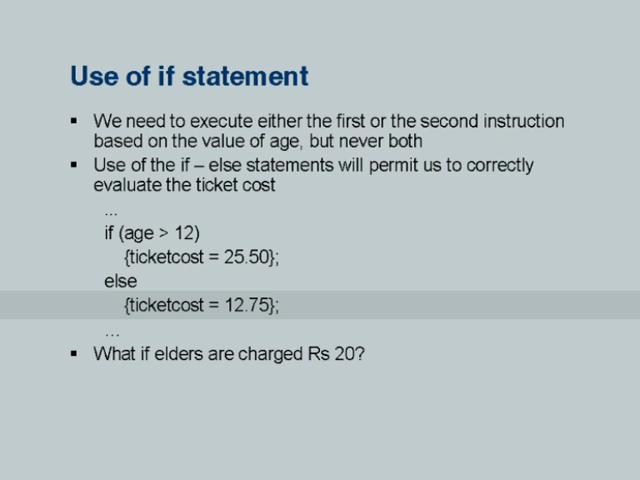 Use of if statement
▪ We need to execute either the first or the second instruction
based on the value of age, but never both
▪ Use of the if – else statements will permit us to correctly
evaluate the ticket cost
...
if (age > 12)
{ticketcost = 25.50};
else
{ticketcost = 12.75};
...
▪ What if elders are charged Rs 20?